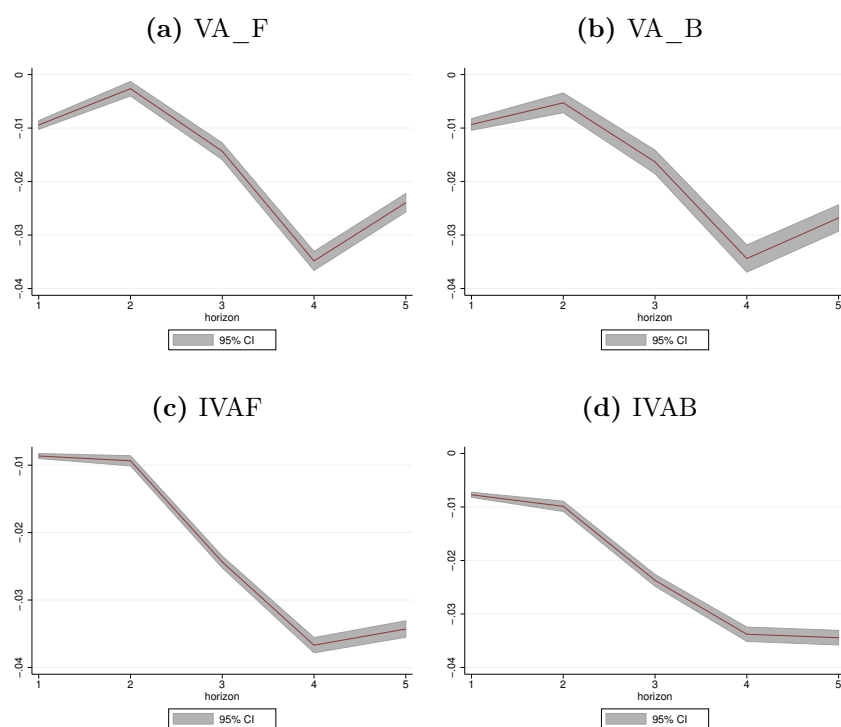 (a) VA_F
0
-.01
-.02
-.03
-.04
1 2 3 4 5
horizon
95% CI
(b) VA_B
0
-.01
-.02
-.03
-.04
1 2 3 4 5
horizon
95% CI
(c) IVAF
-.01
-.02
-.03
-.04
1 2 3 4 5
horizon
95% CI
(d) IVAB
0
-.01
-.02
-.03
-.04
1 2 3 4 5
horizon
95% CI